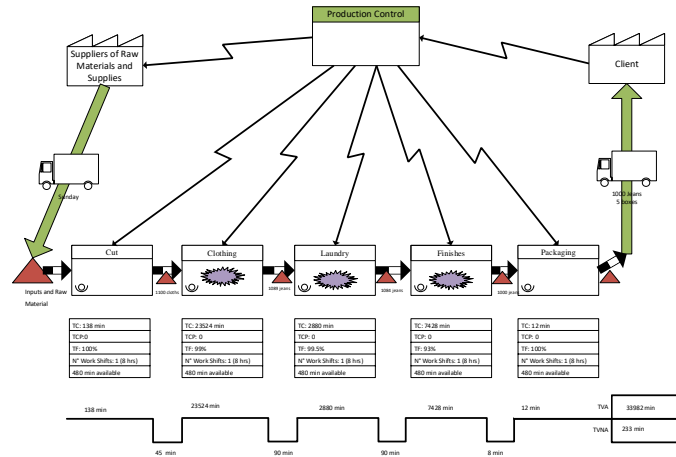 Production Control
Suppliers of Raw
Materials and
Supplies
Client
Sunday
1000 Jeans
5 boxes
Cut
Clothing
Laundry
Finishes
Packaging
Inputs and Raw
Material
1100 cloths
1089 jeans
1083 jeans
1000 jeans
TC: 138 min
TCP:0
TF: 100%
N° Work Shifts: 1 (8 hrs)
480 min available
TC: 23524 min
TCP: 0
TF: 99%
N° Work Shifts: 1 (8 hrs)
480 min available
TC: 2880 min
TCP: 0
TF: 99.5%
N° Work Shifts: 1 (8 hrs)
480 min available
TC: 7428 min
TCP: 0
TF: 93%
N° Work Shifts: 1 (8 hrs)
480 min available
TC: 12 min
TCP: 0
TF: 100%
N° Work Shifts: 1 (8 hrs)
480 min available
138 min
23524 min
2880 min
7428 min
12 min
TVA
33982 min
TVNA
233 min
45 min
90 min
90 min
8 min